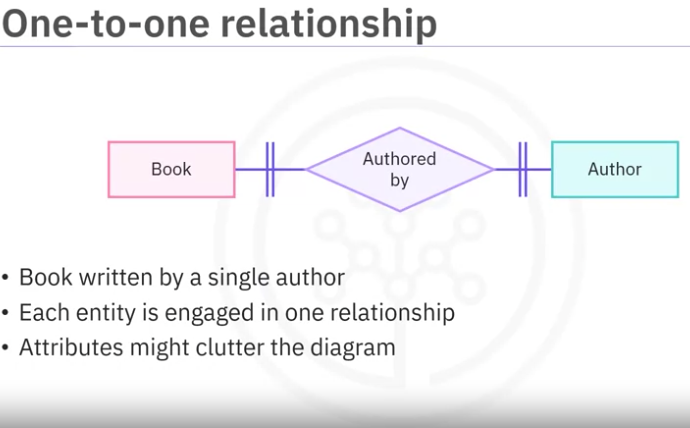 One-to-one relationship
Book
Authored
by
Author
• Book written by a single author
• Each entity is engaged in one relationship
• Attributes might clutter the diagram